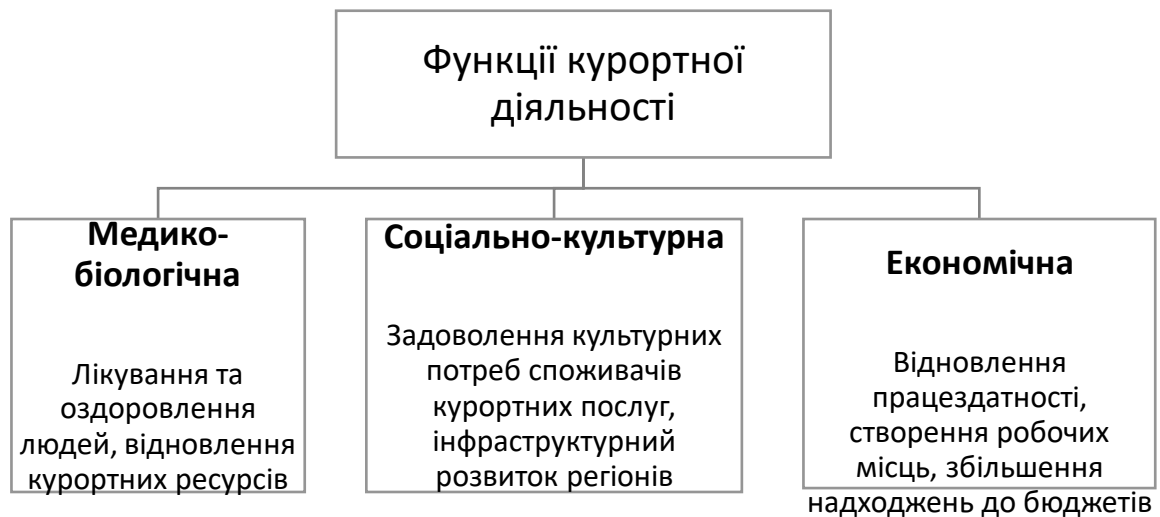 Функції курортної
діяльності
Медико-
біологічна
Лікування та
оздоровлення
людей, відновлення
курортних ресурсів
Соціально-культурна
Задоволення культурних
потреб споживачів
курортних послуг,
інфраструктурний
розвиток регіонів
Економічна
Відновлення
працездатності,
створення робочих
місць, збільшення
надходжень до бюджетів